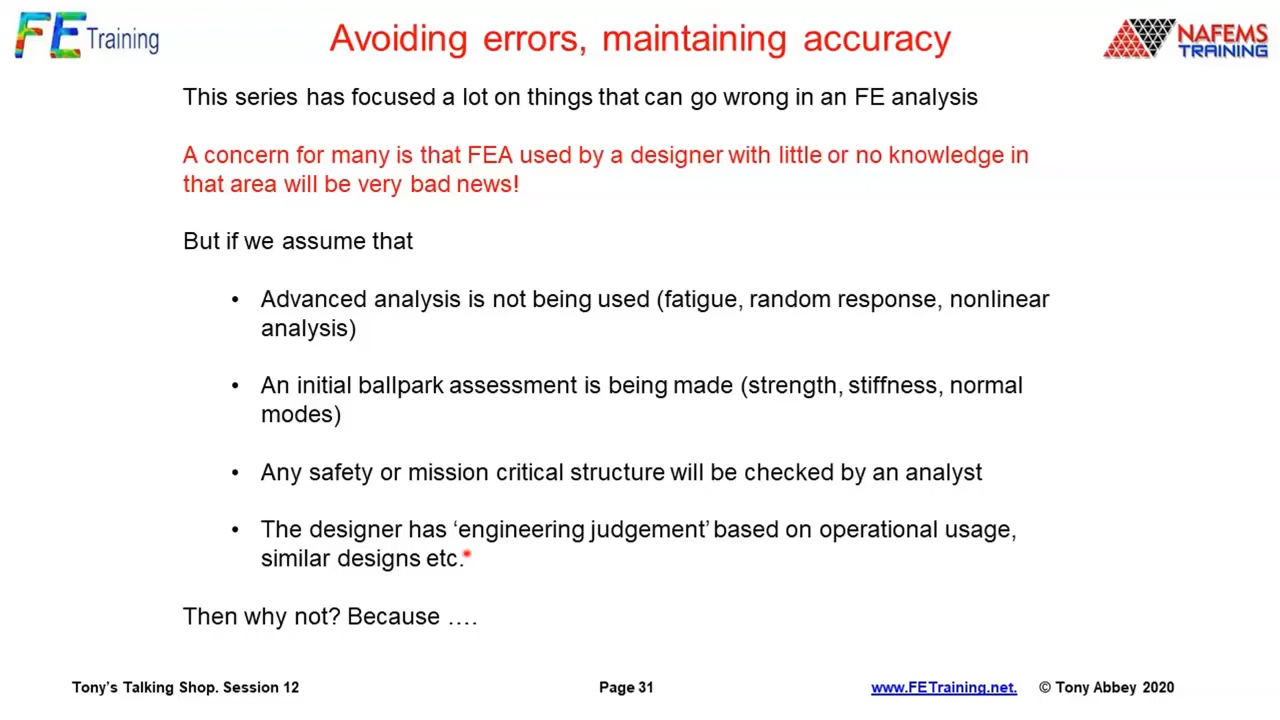 FE Training
Avoiding errors, maintaining accuracy
NAFEMS
TRAINING
This series has focused a lot on things that can go wrong in an FE analysis
A concern for many is that FEA used by a designer with little or no knowledge in
that area will be very bad news!
But if we assume that
• Advanced analysis is not being used (fatigue, random response, nonlinear
analysis)
• An initial ballpark assessment is being made (strength, stiffness, normal
modes)
• Any safety or mission critical structure will be checked by an analyst
• The designer has ‘engineering judgement’ based on operational usage,
similar designs etc.
Then why not? Because ….
Tony’s Talking Shop. Session 12
Page 31
www.FETraining.net.
© Tony Abbey 2020